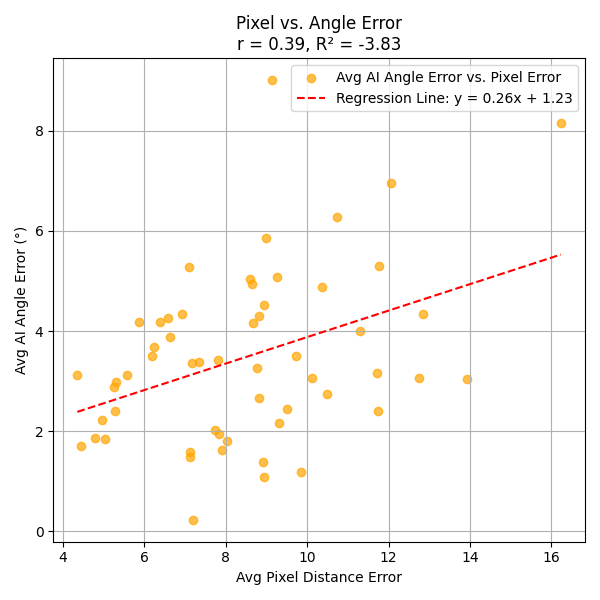 Pixel vs. Angle Error
r = 0.39, R² = -3.83
Avg AI Angle Error vs. Pixel Error
Regression Line: y = 0.26x + 1.23
Avg AI Angle Error (°)
8
6
4
2
0
4 6 8 10 12 14 16
Avg Pixel Distance Error